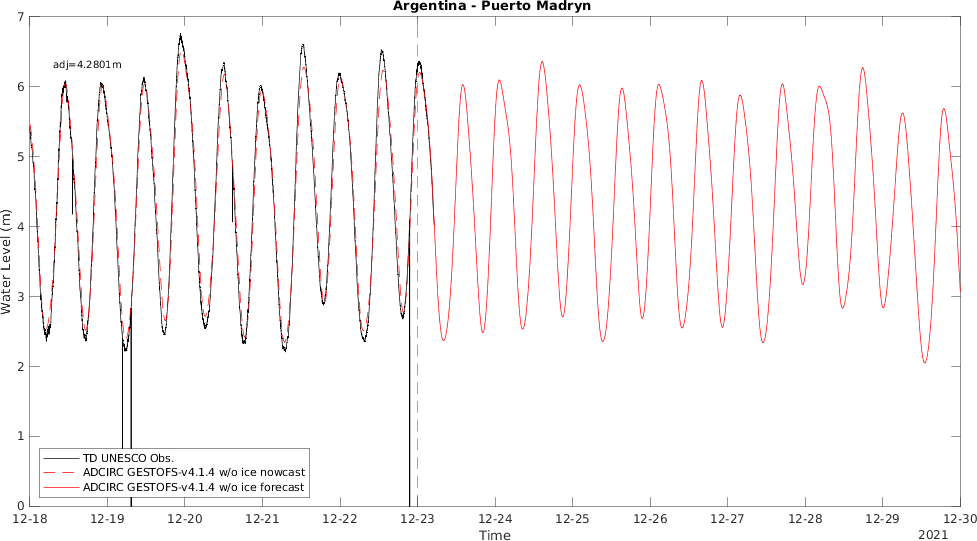 Argentina - Puerto Madryn
7
6
5
4
3
2
1
0
Water Level (m)
adj=4.2801m
TD UNESCO Obs.
ADCIRC GESTOFS-v4.1.4 w/o ice nowcast
ADCIRC GESTOFS-v4.1.4 w/o ice forecast
12-18 12-19 12-20 12-21 12-22 12-23 12-24 12-25 12-26 12-27 12-28 12-29 12-30
Time
2021